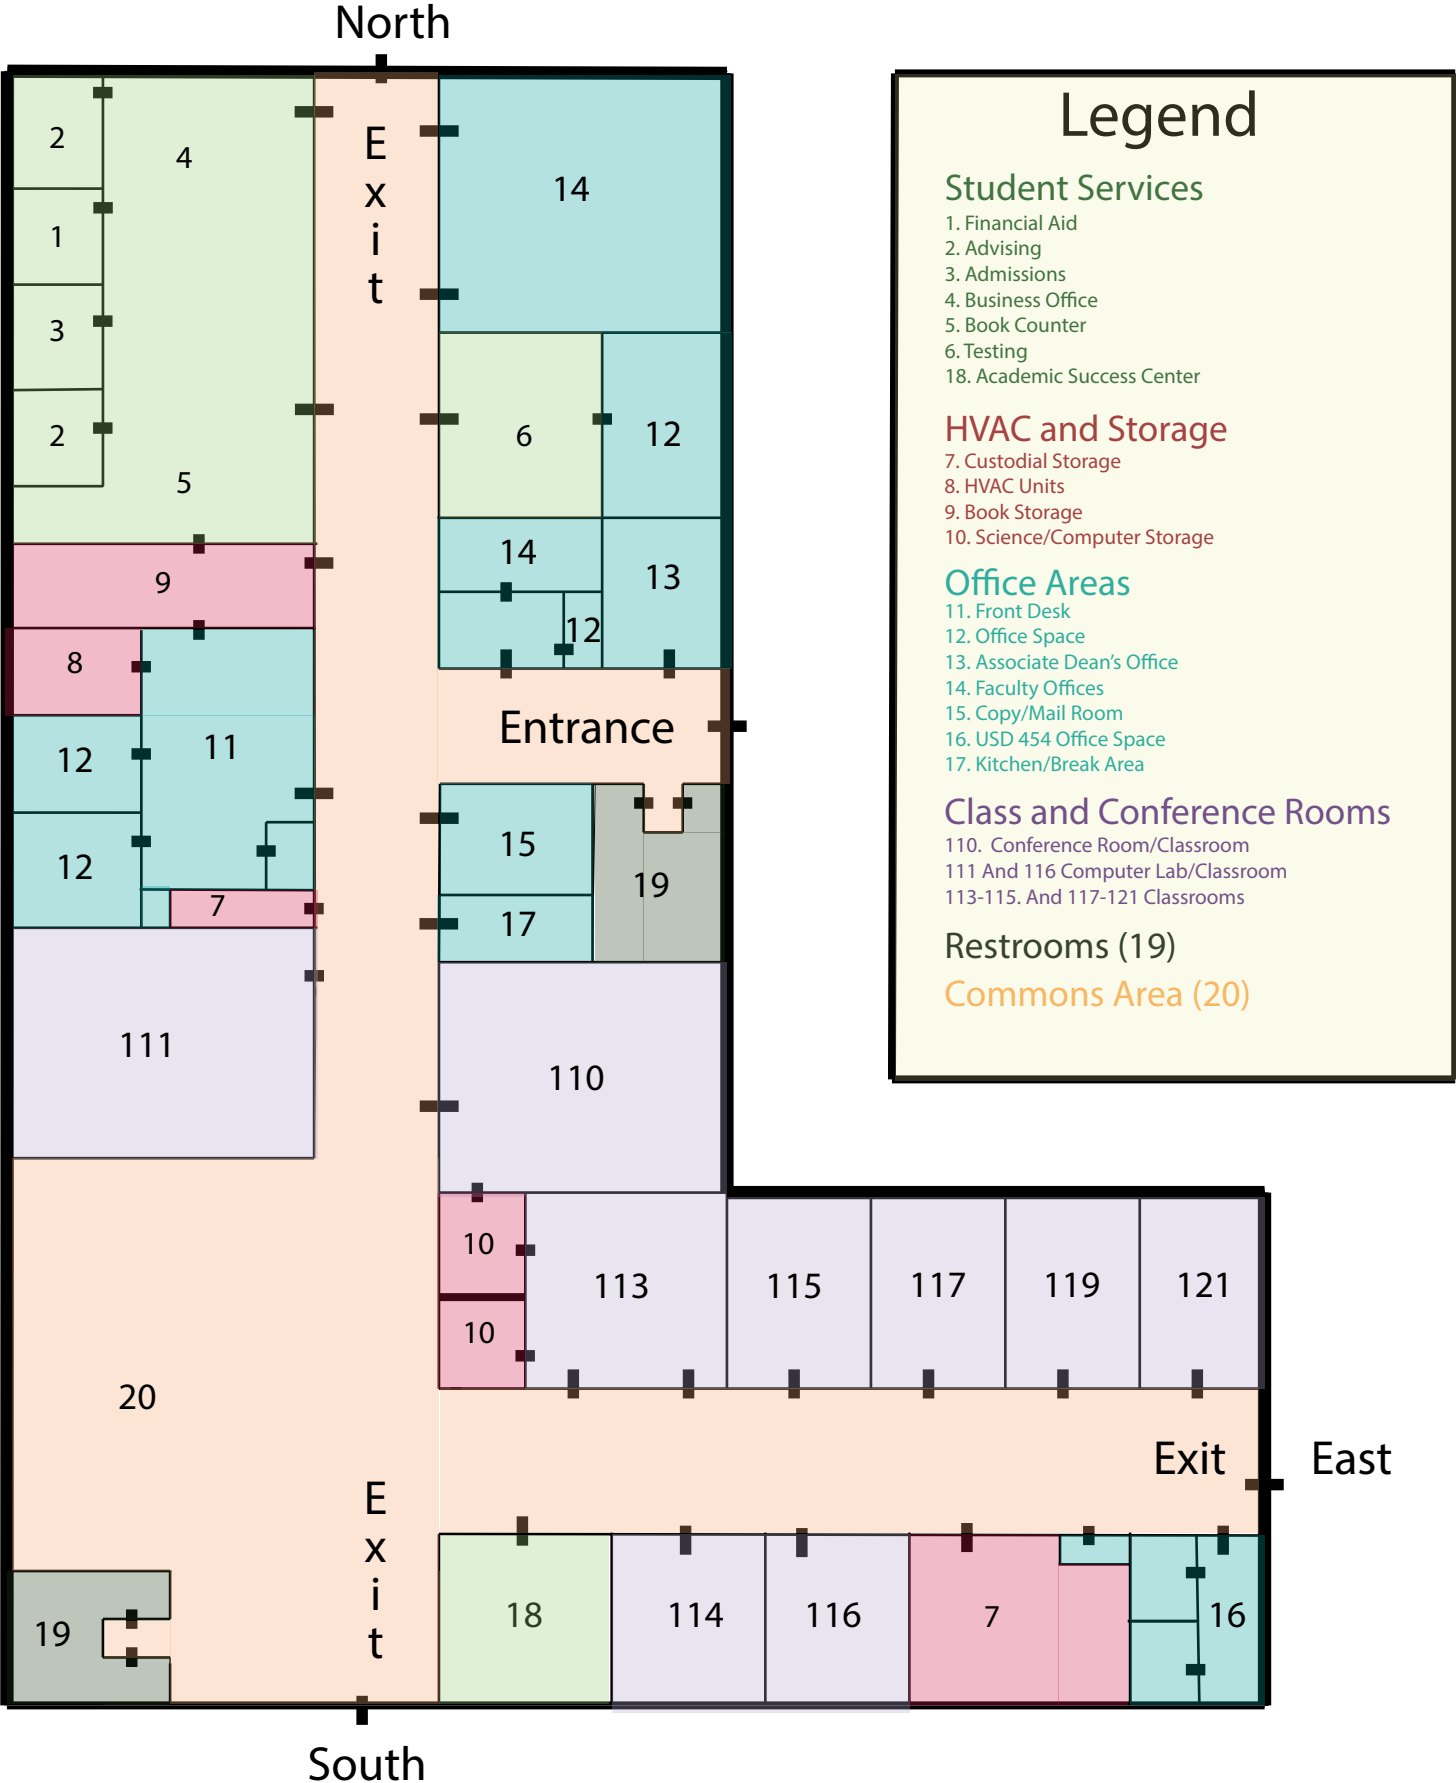 North
Exit
2
4
1
3
2
5
14
6
12
14
13
12
9
8
11
12
12
7
Entrance
15
17
19
111
110
10
10
113
115
117
119
121
20
Exit
East
Exit
19
18
114
116
7
16
South
Legend
Student Services
1. Financial Aid
2. Advising
3. Admissions
4. Business Office
5. Book Counter
6. Testing
18. Academic Success Center
HVAC and Storage
7. Custodial Storage
8. HVAC Units
9. Book Storage
10. Science/Computer Storage
Office Areas
11. Front Desk
12. Office Space
13. Associate Dean's Office
14. Faculty Offices
15. Copy/Mail Room
16. USD 454 Office Space
17. Kitchen/Break Area
Class and Conference Rooms
110. Conference Room/Classroom
111 And 116 Computer Lab/Classroom
113-115. And 117-121 Classrooms
Restrooms (19)
Commons Area (20)